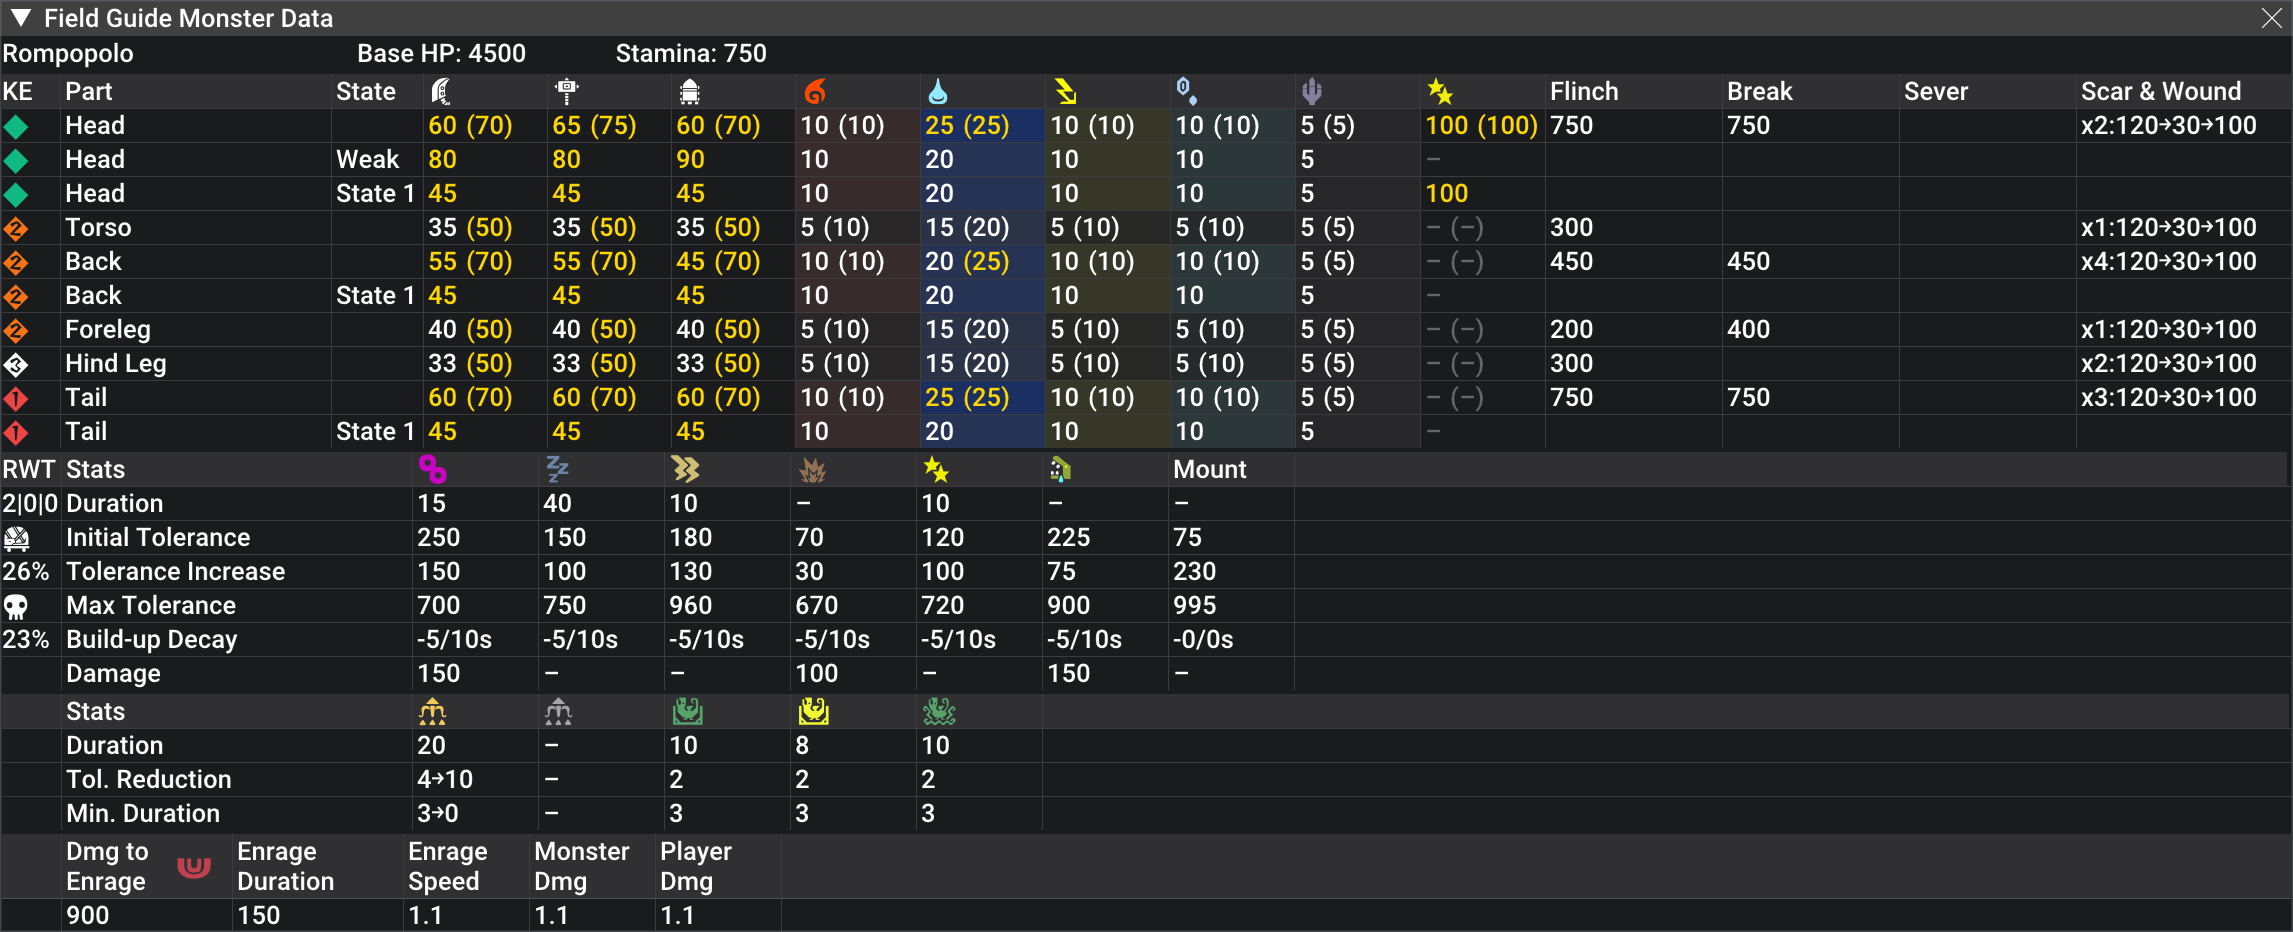 Field Guide Monster Data
Rompopolo Base HP: 4500 Stamina: 750
KE Part State Flinch Break Sever Scar & Wound
Head 60 (70) 65 (75) 60 (70) 10 (10) 25 (25) 10 (10) 10 (10) 5 (5) 100 (100) 750 750 x2:120→30→100
Head Weak 80 80 90 10 20 10 10 5 –
Head State 1 45 45 45 10 20 10 10 5 100
2 Torso 35 (50) 35 (50) 35 (50) 5 (10) 15 (20) 5 (10) 5 (10) 5 (5) – (–) 300 x1:120→30→100
2 Back 55 (70) 55 (70) 45 (70) 10 (10) 20 (25) 10 (10) 10 (10) 5 (5) – (–) 450 450 x4:120→30→100
2 Back State 1 45 45 45 10 20 10 10 5 –
2 Foreleg 40 (50) 40 (50) 40 (50) 5 (10) 15 (20) 5 (10) 5 (10) 5 (5) – (–) 200 400 x1:120→30→100
3 Hind Leg 33 (50) 33 (50) 33 (50) 5 (10) 15 (20) 5 (10) 5 (10) 5 (5) – (–) 300 x2:120→30→100
1 Tail 60 (70) 60 (70) 60 (70) 10 (10) 25 (25) 10 (10) 10 (10) 5 (5) – (–) 750 750 x3:120→30→100
1 Tail State 1 45 45 45 10 20 10 10 5 –
RWT Stats Mount
2|0|0 Duration 15 40 10 – 10 – –
Initial Tolerance 250 150 180 70 120 225 75
26% Tolerance Increase 150 100 130 30 100 75 230
Max Tolerance 700 750 960 670 720 900 995
23% Build-up Decay -5/10s -5/10s -5/10s -5/10s -5/10s -5/10s -0/0s
Damage 150 – – 100 – 150 –
Stats
Duration 20 – 10 8 10
Tol. Reduction 4→10 – 2 2 2
Min. Duration 3→0 – 3 3 3
Dmg to Enrage Enrage Duration Enrage Speed Monster Dmg Player Dmg
900 150 1.1 1.1 1.1